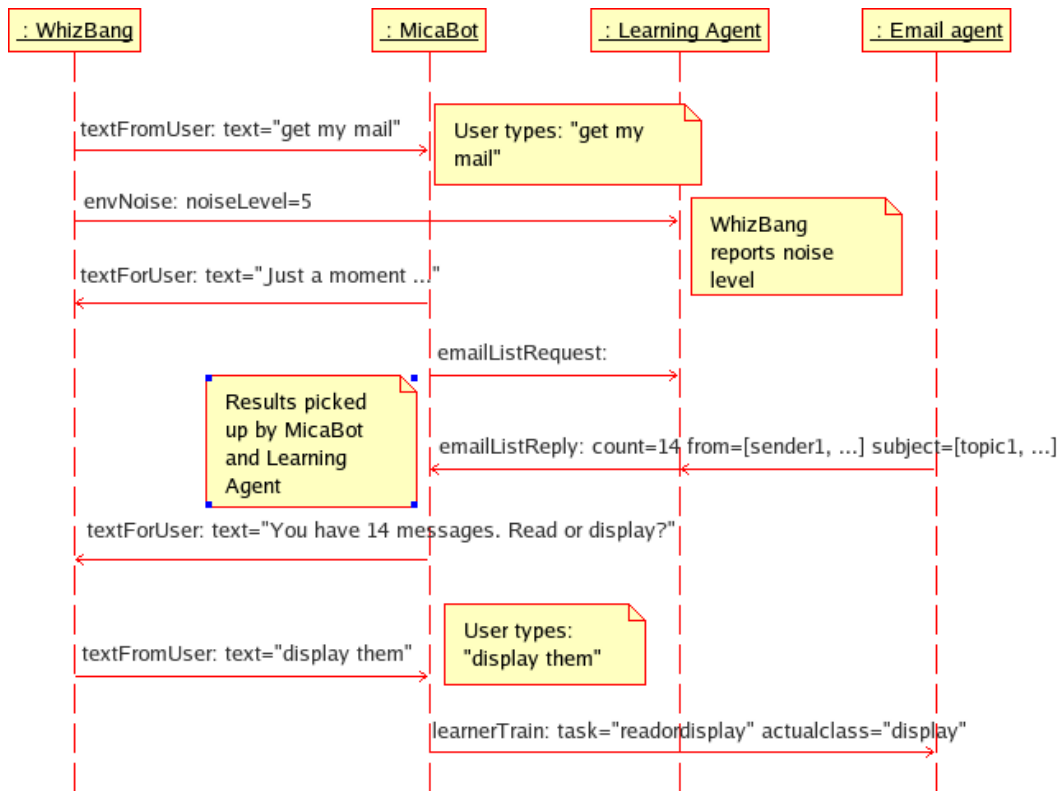 : WhizBang
: MicaBot
: Learning Agent
: Email agent
textFromUser: text="get my mail"
User types: "get my
mail"
envNoise: noiseLevel=5
WhizBang
reports noise
level
textForUser: text="Just a moment ..."
emailListRequest:
Results picked
up by MicaBot
and Learning
Agent
emailListReply: count=14 from=[sender1, ...] subject=[topic1, ...]
textForUser: text="You have 14 messages. Read or display?"
User types:
"display them"
textFromUser: text="display them"
learnerTrain: task="readordisplay" actualclass="display"